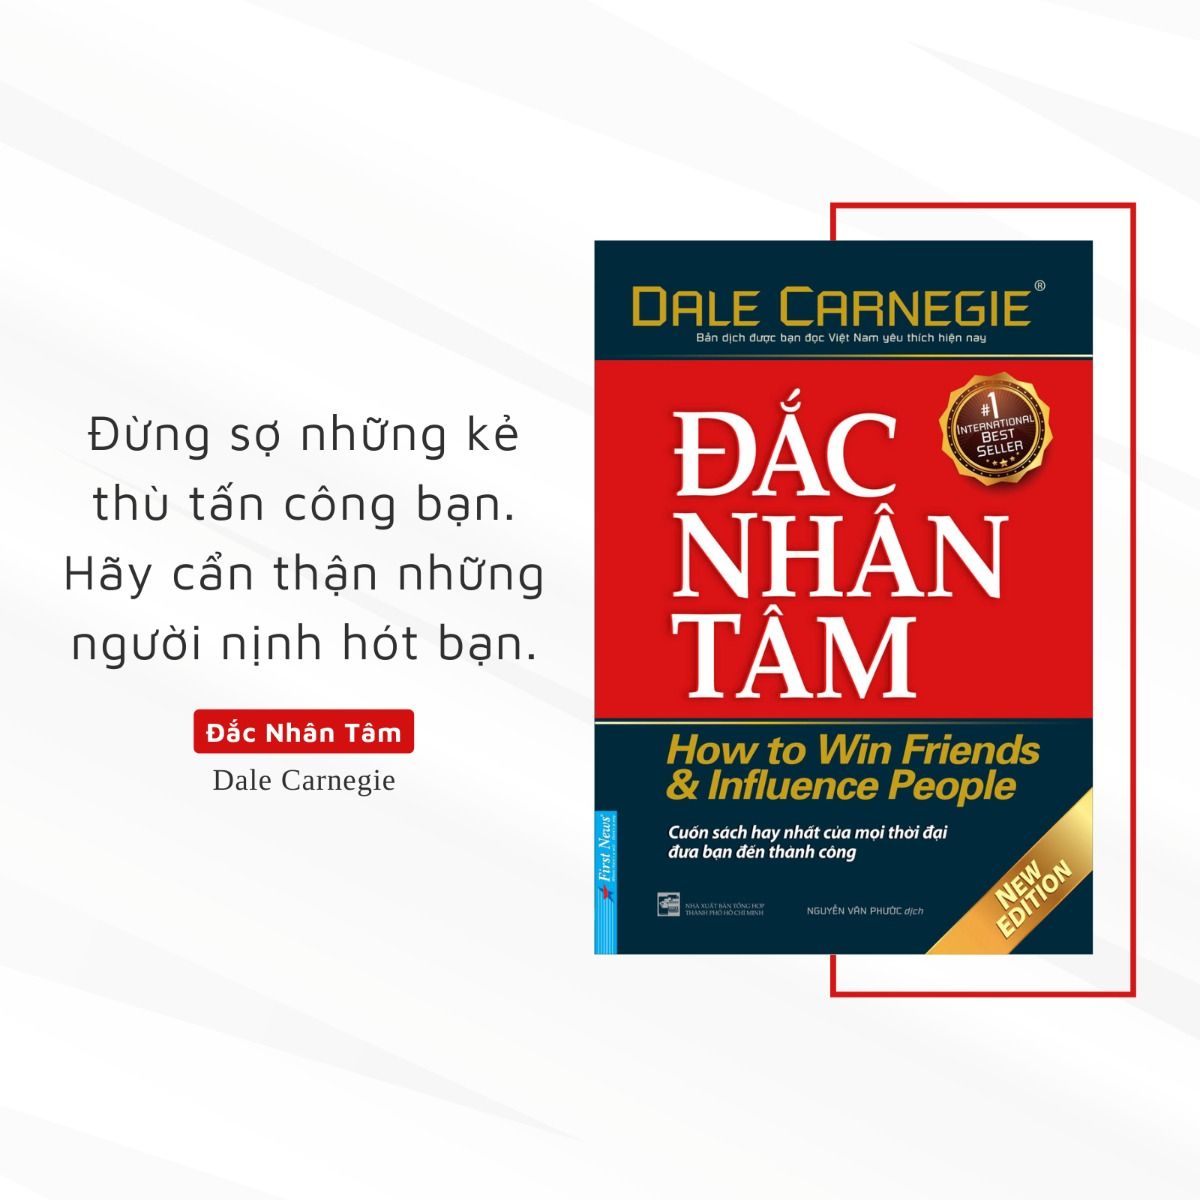 Đừng sợ những kẻ
thù tấn công bạn.
Hãy cẩn thận những
người nịnh hót bạn.
Đắc Nhân Tâm
Dale Carnegie
DALE CARNEGIE®
Bản dịch được bạn đọc Việt Nam yêu thích hiện nay
#1
INTERNATIONAL
BEST
SELLER
ĐẮC
NHÂN
TÂM
How to Win Friends
& Influence People
Cuốn sách hay nhất của mọi thời đại
đưa bạn đến thành công
First News
NHÀ XUẤT BẢN TỔNG HỢP
THÀNH PHỐ HỒ CHÍ MINH
NGUYỄN VĂN PHƯỚC dịch
NEW
EDITION